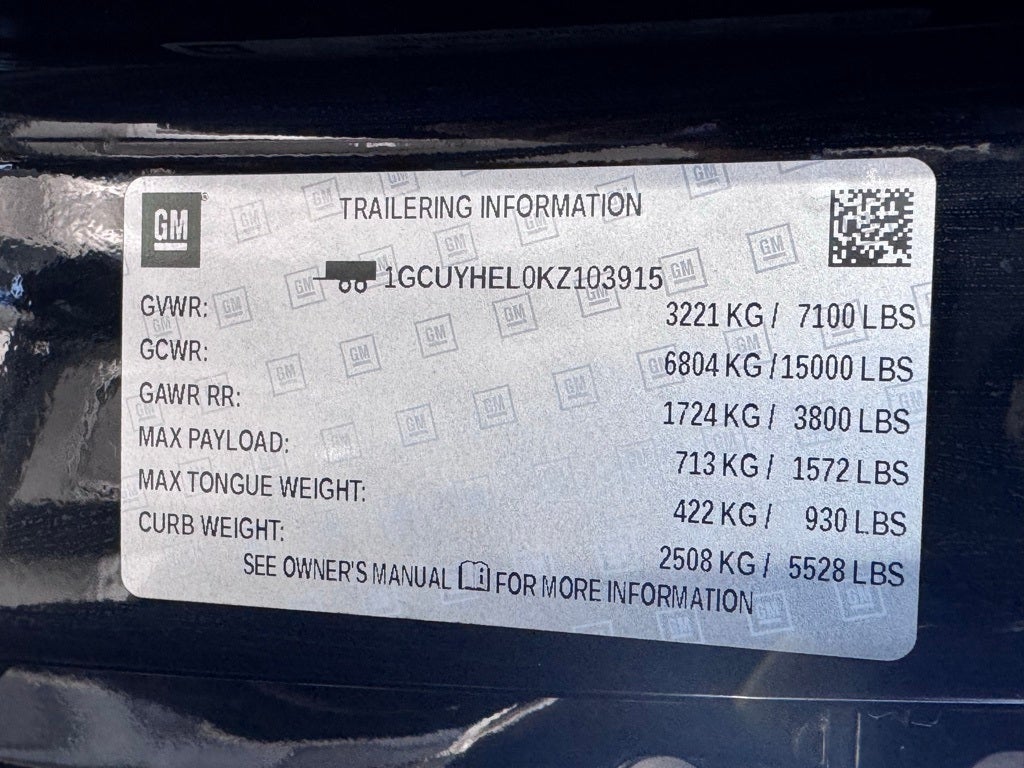 GM
TRAILERING INFORMATION
1GCUYHEL0KZ103915
GVWR: 3221 KG / 7100 LBS
GCWR: 6804 KG / 15000 LBS
GAWR RR: 1724 KG / 3800 LBS
MAX PAYLOAD: 713 KG / 1572 LBS
MAX TONGUE WEIGHT: 422 KG / 930 LBS
CURB WEIGHT: 2508 KG / 5528 LBS
SEE OWNER'S MANUAL FOR MORE INFORMATION